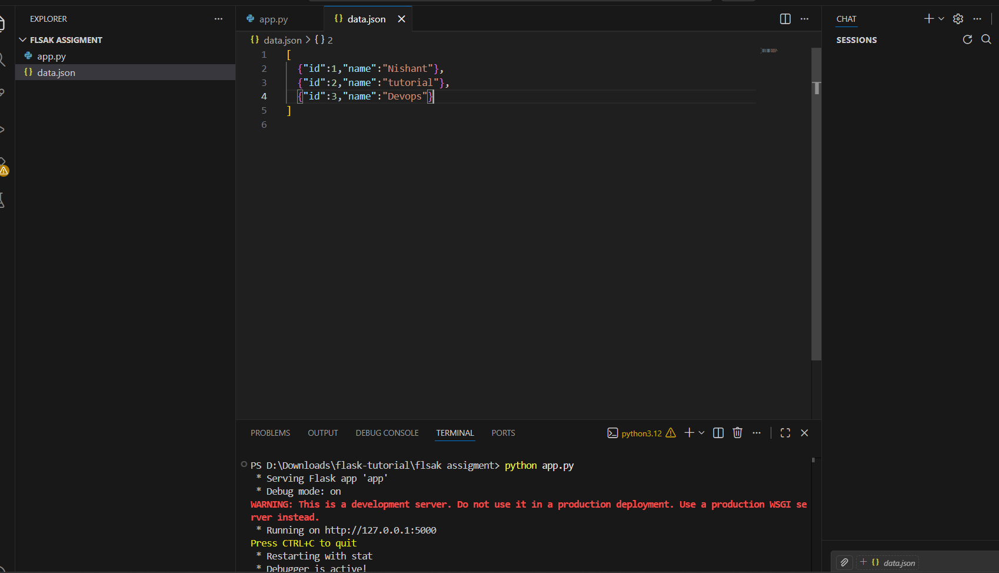 EXPLORER
FLSAK ASSIGMENT
app.py
data.json
app.py
data.json
data.json > {} 2
1 [
2 {"id":1,"name":"Nishant"},
3 {"id":2,"name":"tutorial"},
4 {"id":3,"name":"Devops"}
5 ]
6
PROBLEMS OUTPUT DEBUG CONSOLE TERMINAL PORTS
python3.12
PS D:\Downloads\flask-tutorial\flsak assigment> python app.py
* Serving Flask app 'app'
* Debug mode: on
WARNING: This is a development server. Do not use it in a production deployment. Use a production WSGI se
rver instead.
* Running on http://127.0.0.1:5000
Press CTRL+C to quit
* Restarting with stat
* Debugger is active!
CHAT
SESSIONS
data.json